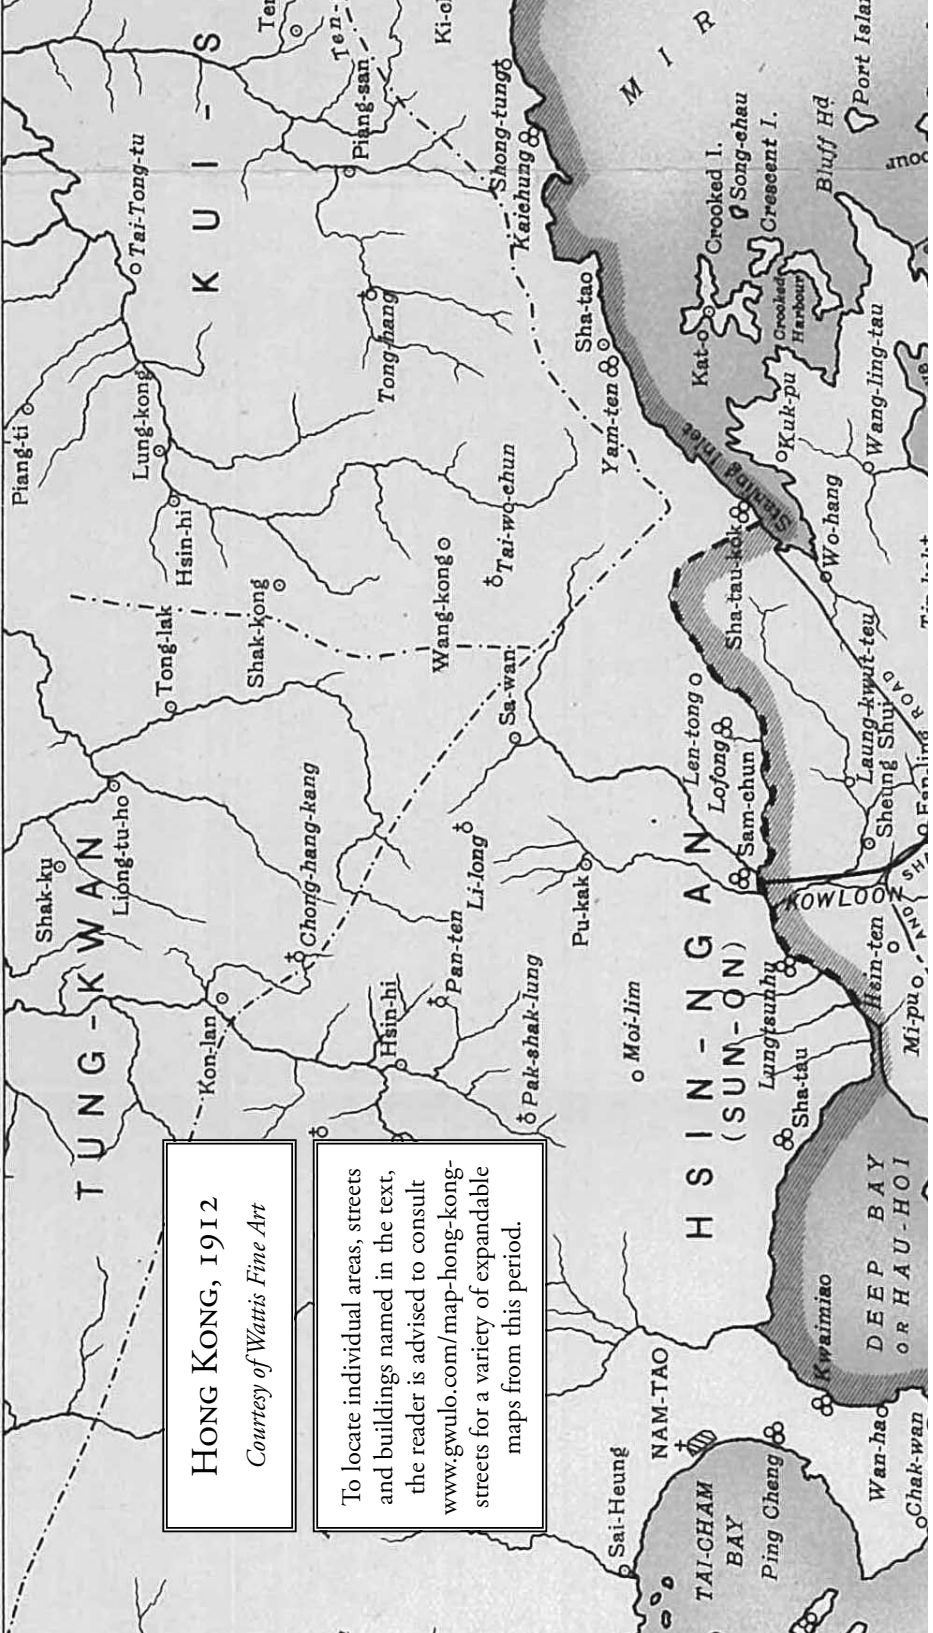 HONG KONG, 1912
Courtesy of Wattis Fine Art
To locate individual areas, streets
and buildings named in the text,
the reader is advised to consult
www.gwulo.com/map-hong-kong-
streets for a variety of expandable
maps from this period.
TUNG-KWAN
KUI-S
HSIN-NGAN
(SUN-ON)
Shak-ku
Liong-tu-ho
Tong-lak
Shak-kong
Hsin-hi
Lung-kong
Piang-ti
Tai-Tong-tu
Piang-san
Kon-lan
Chong-hang-kang
Wang-kong
Tai-wo-chun
Tong-hang
Shong-tung
Kaichung
Hsin-hi
Pan-ten
Li-long
Sa-wan
Yam-ten
Sha-tao
Pak-shak-lung
Pu-kak
Moi-lim
Len-tong
Lofong
Sam-chun
Sha-tau-kok
Starling Inlet
Kat-o
Crooked I.
Song-chau
Crescent I.
Crooked
Harbour
Bluff Hd
MIR
Kuk-pu
Wang-ling-tau
Wo-hang
Laung-kwut-teu
Sheung Shui
ROAD
KOWLOON
AND
Hsin-ten
Mi-pu
Lungtsunhu
Sha-tau
DEEP BAY
OR HAU-HOI
Kwaimiao
NAM-TAO
Sai-Heung
TAI-CHAM
BAY
Ping Cheng
Wan-hao
Chak-wan